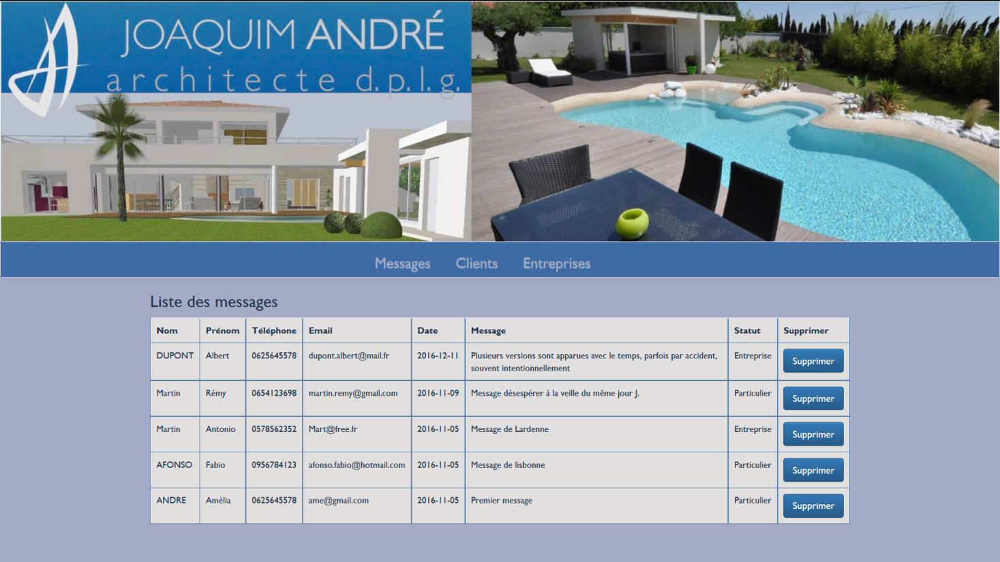 JOAQUIM ANDRÉ
architecte d.p.l.g.
Messages Clients Entreprises
Liste des messages
Nom Prénom Téléphone Email Date Message Statut Supprimer
DUPONT Albert 0625645578 dupont.albert@mail.fr 2016-12-11 Plusieurs versions sont apparues avec le temps, parfois par accident, Entreprise Supprimer
souvent intentionnellement
Martin Rémy 0654123698 martin.remy@gmail.com 2016-11-09 Message désespérer à la veille du même jour J. Particulier Supprimer
Martin Antonio 0578562352 Mart@free.fr 2016-11-05 Message de Lardenne Entreprise Supprimer
AFONSO Fabio 0956784123 afonso.fabio@hotmail.com 2016-11-05 Message de lisbonne Particulier Supprimer
ANDRE Amélia 0625645578 ame@gmail.com 2016-11-05 Premier message Particulier Supprimer